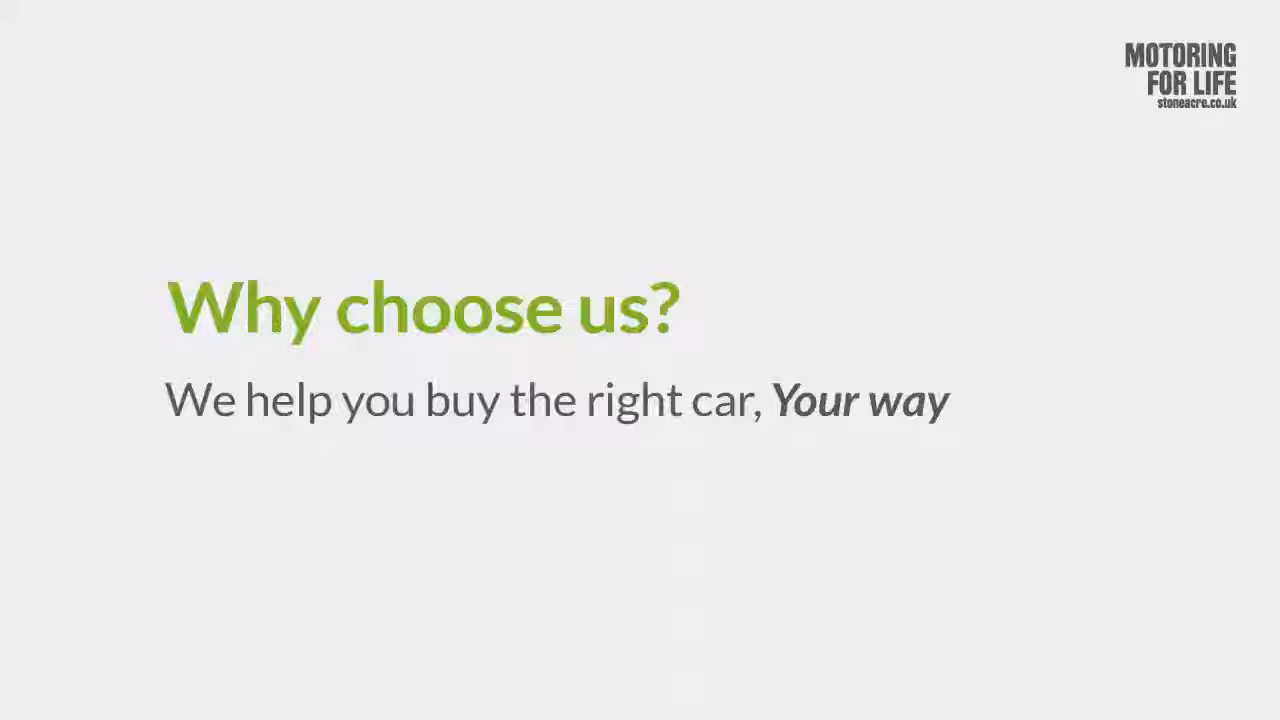 MOTORING
FOR LIFE
stoneacre.co.uk
Why choose us?
We help you buy the right car, Your way